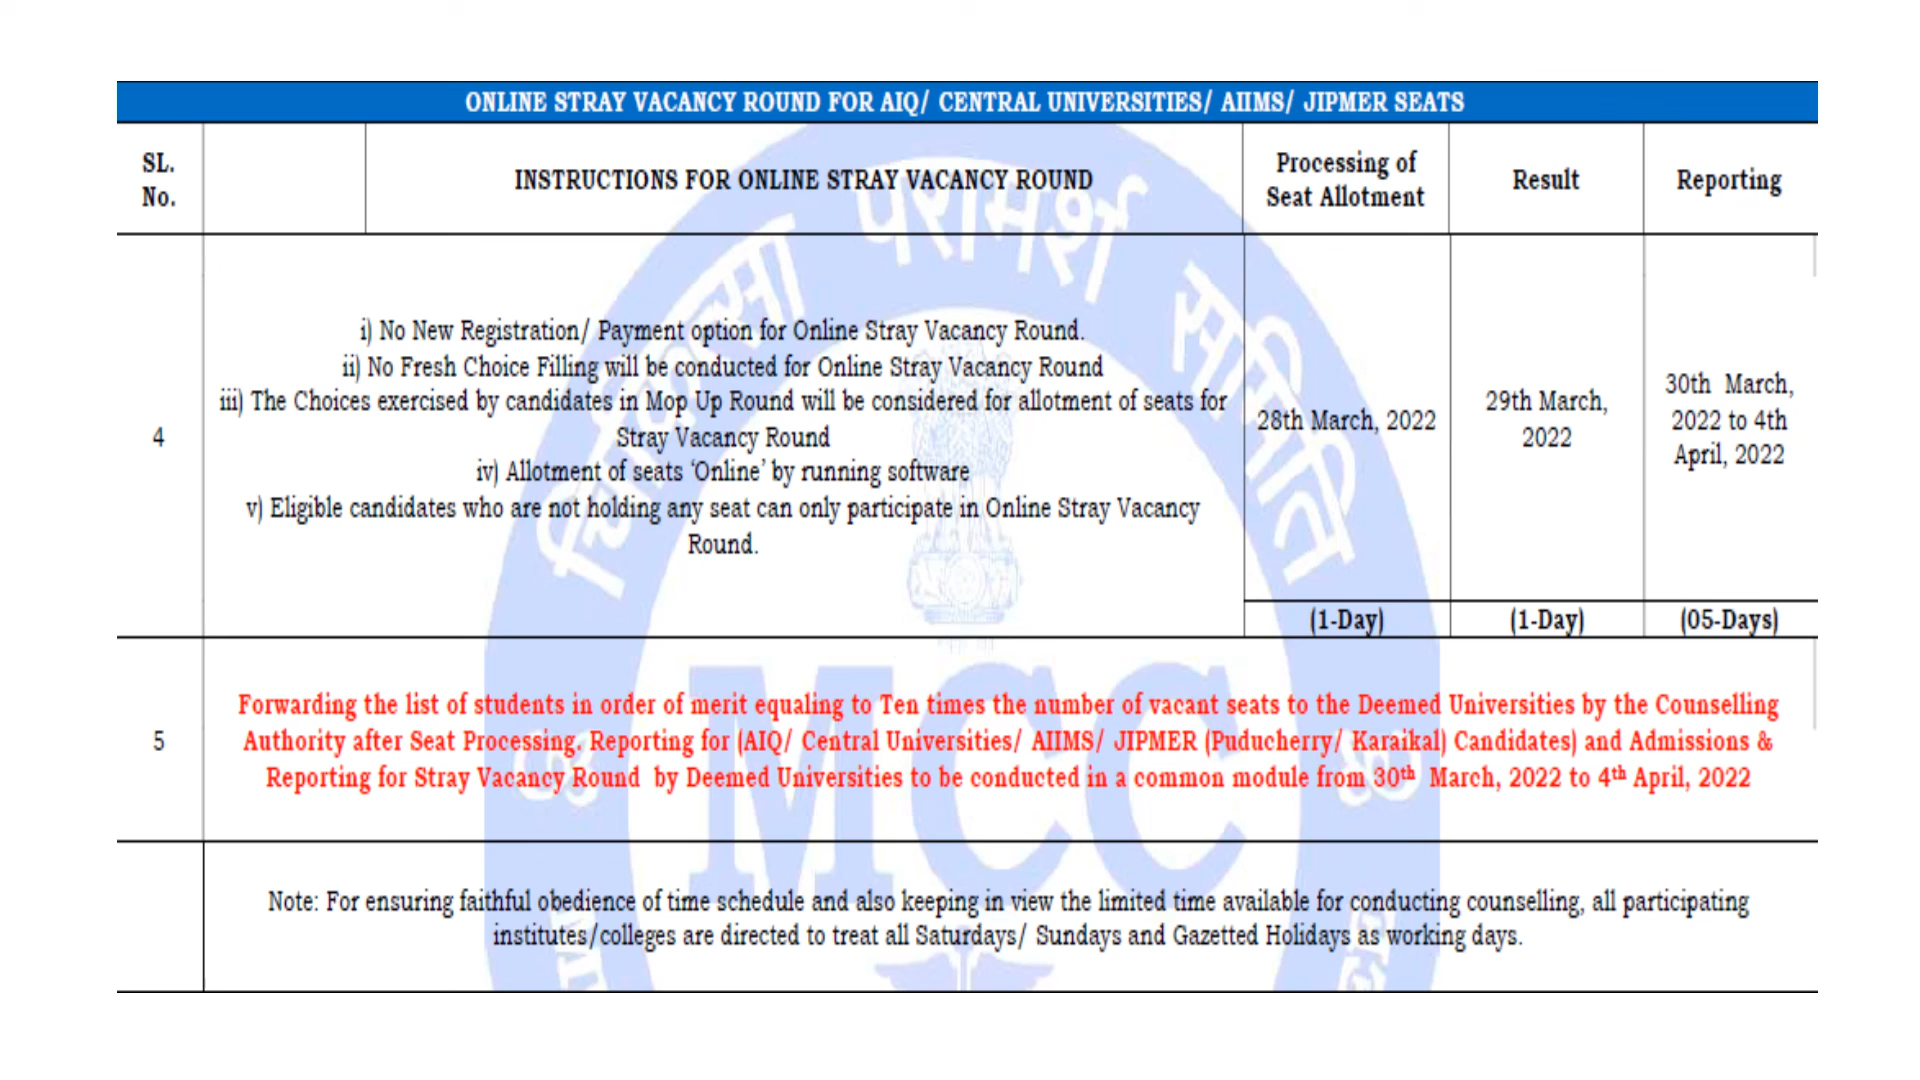 ONLINE STRAY VACANCY ROUND FOR AIQ/ CENTRAL UNIVERSITIES/ AIIMS/ JIPMER SEATS
SL.
No.
INSTRUCTIONS FOR ONLINE STRAY VACANCY ROUND
Processing of
Seat Allotment
Result
Reporting
4
i) No New Registration/ Payment option for Online Stray Vacancy Round.
ii) No Fresh Choice Filling will be conducted for Online Stray Vacancy Round
iii) The Choices exercised by candidates in Mop Up Round will be considered for allotment of seats for
Stray Vacancy Round
iv) Allotment of seats ‘Online’ by running software
v) Eligible candidates who are not holding any seat can only participate in Online Stray Vacancy
Round.
28th March, 2022
29th March,
2022
30th March,
2022 to 4th
April, 2022
(1-Day)
(1-Day)
(05-Days)
5
Forwarding the list of students in order of merit equaling to Ten times the number of vacant seats to the Deemed Universities by the Counselling
Authority after Seat Processing. Reporting for (AIQ/ Central Universities/ AIIMS/ JIPMER (Puducherry/ Karaikal) Candidates) and Admissions &
Reporting for Stray Vacancy Round by Deemed Universities to be conducted in a common module from 30th March, 2022 to 4th April, 2022
Note: For ensuring faithful obedience of time schedule and also keeping in view the limited time available for conducting counselling, all participating
institutes/colleges are directed to treat all Saturdays/ Sundays and Gazetted Holidays as working days.
चिकित्सा परामर्श समिति
MCC